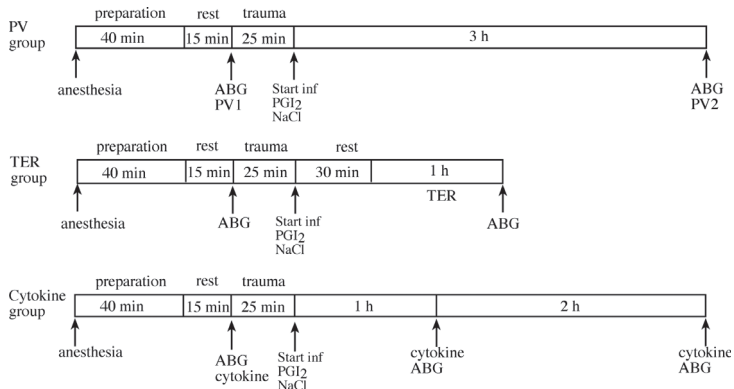 preparation rest trauma
PV group
40 min 15 min 25 min 3 h
anesthesia
ABG
PV1
Start inf
PGI₂
NaCl
ABG
PV2
preparation rest trauma rest
TER group
40 min 15 min 25 min 30 min 1 h
TER
anesthesia
ABG
Start inf
PGI₂
NaCl
ABG
preparation rest trauma
Cytokine group
40 min 15 min 25 min 1 h 2 h
anesthesia
ABG
cytokine
Start inf
PGI₂
NaCl
cytokine
ABG
cytokine
ABG